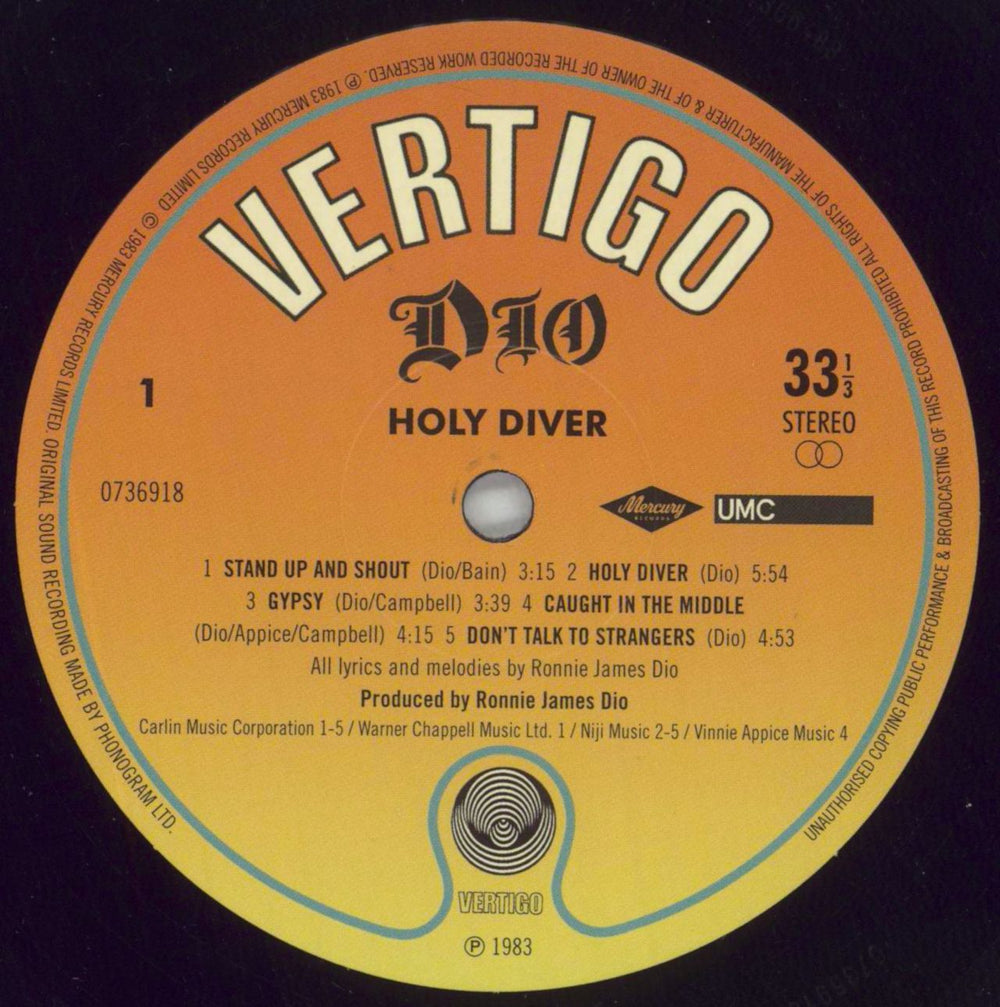 ORIGINAL SOUND RECORDING MADE BY PHONOGRAM LTD. ℗ 1983 MERCURY RECORDS LIMITED © 1983 MERCURY RECORDS LIMITED.
UNAUTHORISED COPYING PUBLIC PERFORMANCE & BROADCASTING OF THIS RECORD PROHIBITED ALL RIGHTS OF THE MANUFACTURER & OF THE OWNER OF THE RECORDED WORK RESERVED.
VERTIGO
DIO
1
33 1/3
HOLY DIVER
STEREO
0736918
Mercury
RECORDS
UMC
1 STAND UP AND SHOUT (Dio/Bain) 3:15 2 HOLY DIVER (Dio) 5:54
3 GYPSY (Dio/Campbell) 3:39 4 CAUGHT IN THE MIDDLE
(Dio/Appice/Campbell) 4:15 5 DON'T TALK TO STRANGERS (Dio) 4:53
All lyrics and melodies by Ronnie James Dio
Produced by Ronnie James Dio
Carlin Music Corporation 1-5 / Warner Chappell Music Ltd. 1 / Niji Music 2-5 / Vinnie Appice Music 4
VERTIGO
℗ 1983